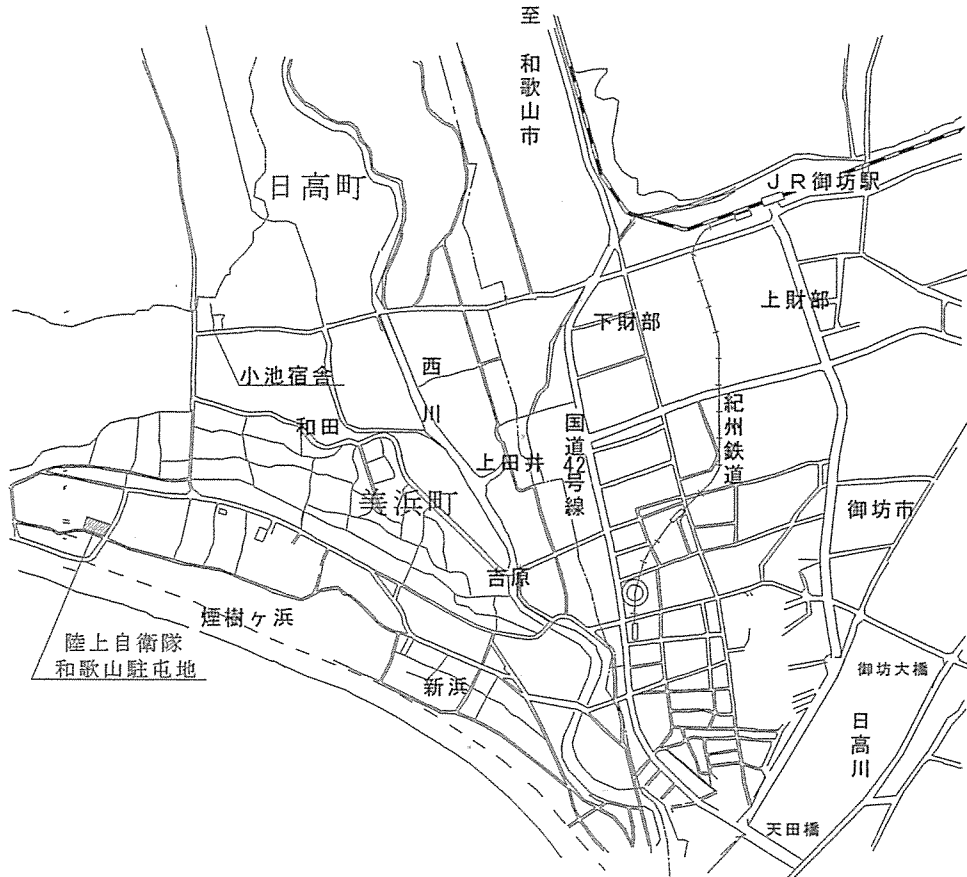 至 和歌山市
日高町
JR御坊駅
上財部
下財部
小池宿舎
西川
和田
国道42号線
紀州鉄道
上田井
美浜町
御坊市
吉原
煙樹ヶ浜
陸上自衛隊
和歌山駐屯地
新浜
御坊大橋
日高川
天田橋